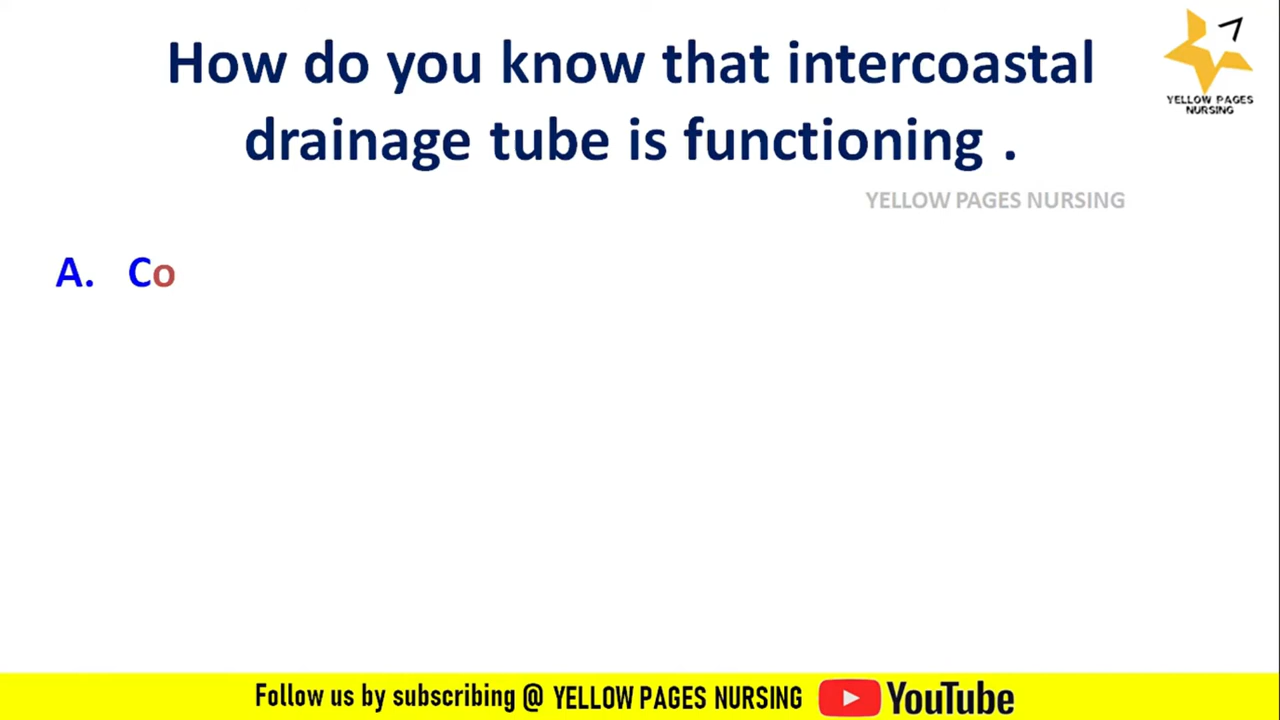 How do you know that intercoastal
drainage tube is functioning .
YELLOW PAGES
NURSING
YELLOW PAGES NURSING
A. Co
Follow us by subscribing @ YELLOW PAGES NURSING YouTube